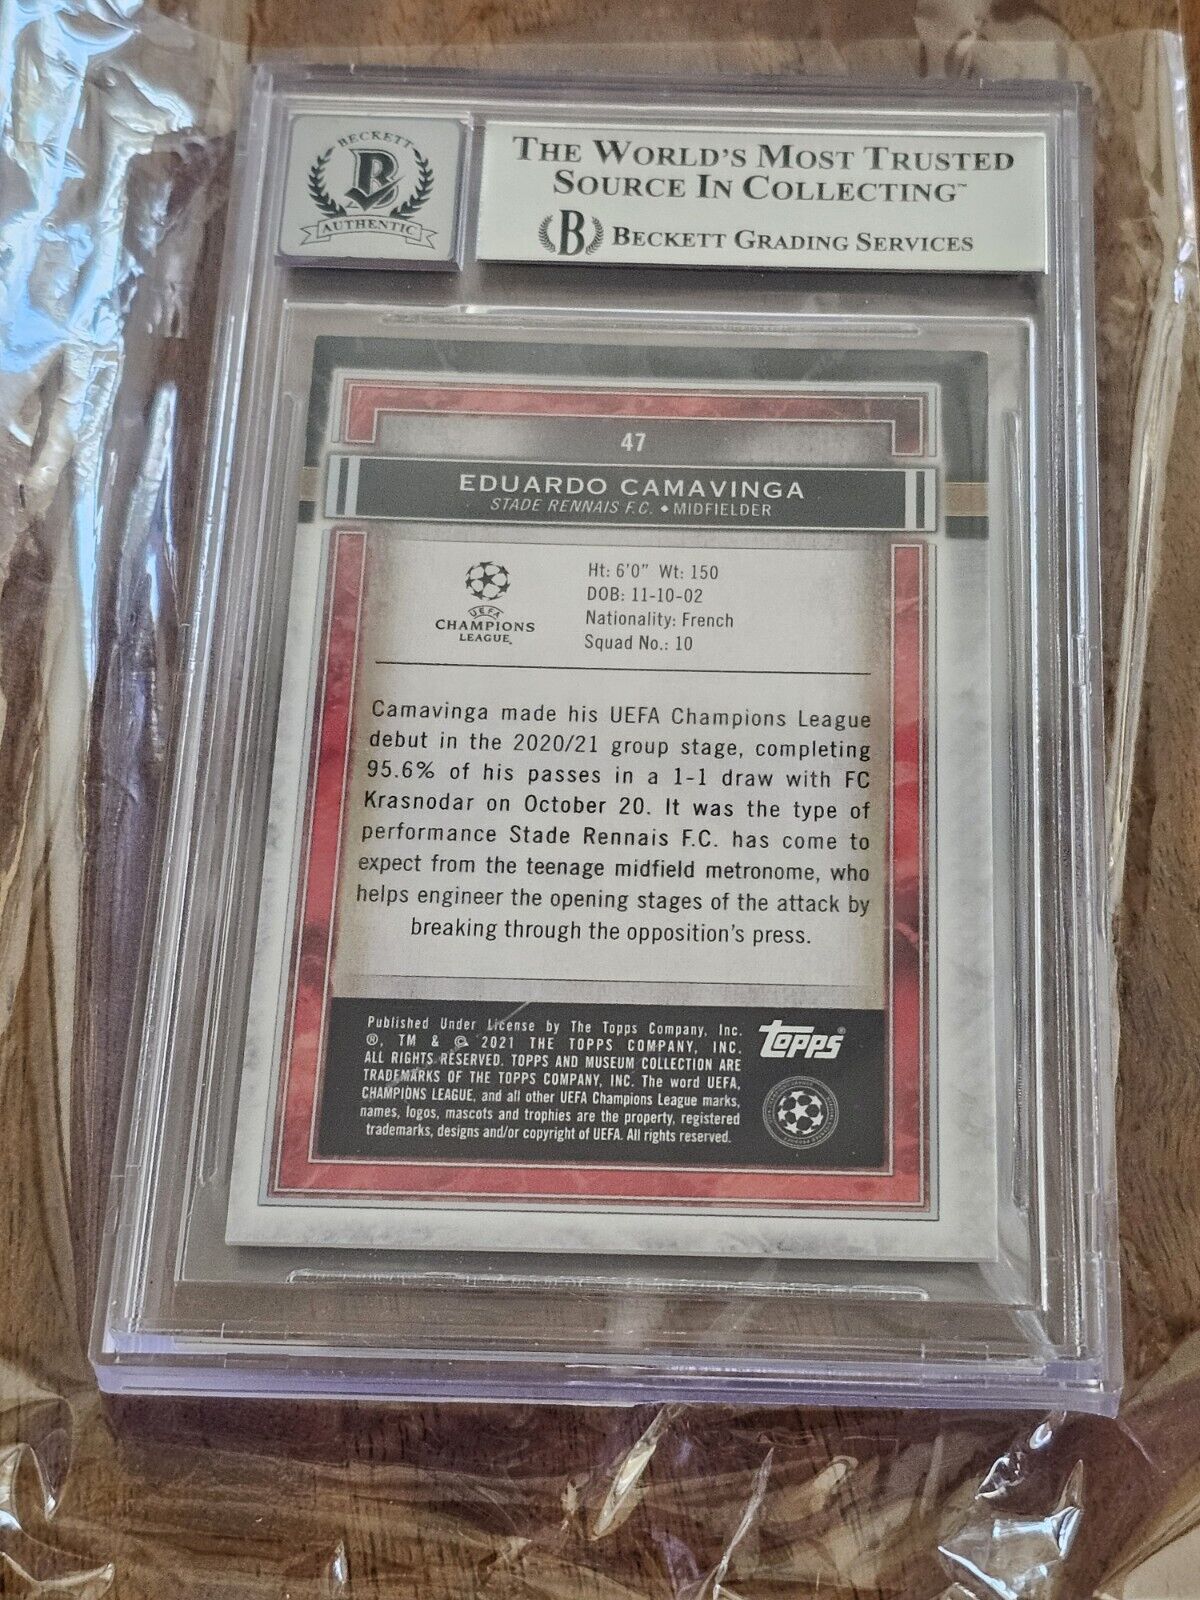 BECKETT
B
AUTHENTIC
THE WORLD'S MOST TRUSTED
SOURCE IN COLLECTING™
B BECKETT GRADING SERVICES
47
EDUARDO CAMAVINGA
STADE RENNAIS F.C. • MIDFIELDER
UEFA
CHAMPIONS
LEAGUE
Ht: 6'0" Wt: 150
DOB: 11-10-02
Nationality: French
Squad No.: 10
Camavinga made his UEFA Champions League
debut in the 2020/21 group stage, completing
95.6% of his passes in a 1-1 draw with FC
Krasnodar on October 20. It was the type of
performance Stade Rennais F.C. has come to
expect from the teenage midfield metronome, who
helps engineer the opening stages of the attack by
breaking through the opposition's press.
Published Under License by The Topps Company, Inc.
®, TM & © 2021 THE TOPPS COMPANY, INC.
ALL RIGHTS RESERVED. TOPPS AND MUSEUM COLLECTION ARE
TRADEMARKS OF THE TOPPS COMPANY, INC. The word UEFA,
CHAMPIONS LEAGUE, and all other UEFA Champions League marks,
names, logos, mascots and trophies are the property, registered
trademarks, designs and/or copyright of UEFA. All rights reserved.
topps®